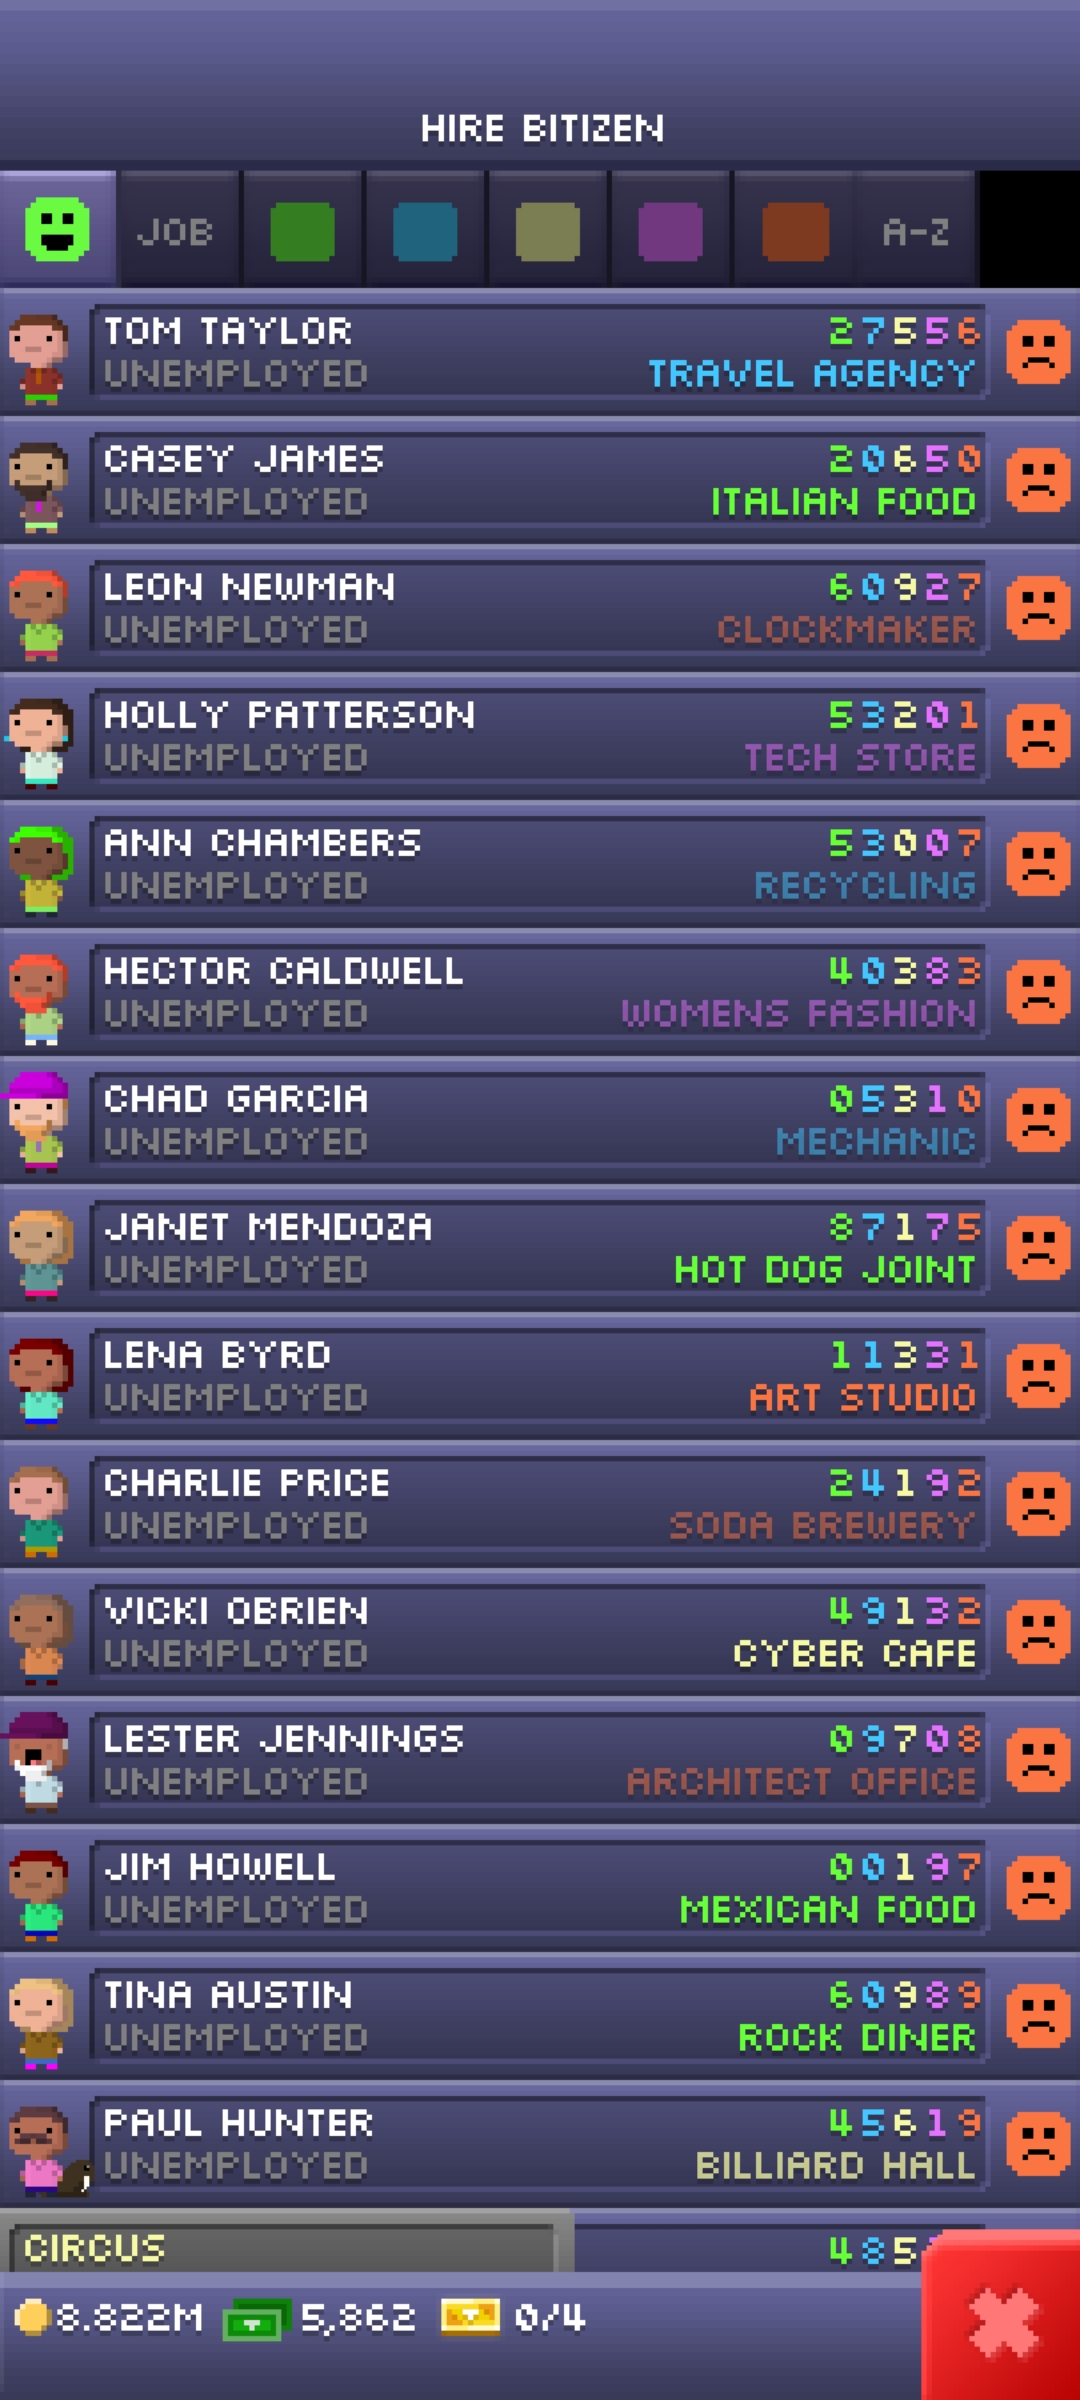 HIRE BITIZEN
JOB A-Z
TOM TAYLOR 27556
UNEMPLOYED TRAVEL AGENCY
CASEY JAMES 20650
UNEMPLOYED ITALIAN FOOD
LEON NEWMAN 60927
UNEMPLOYED CLOCKMAKER
HOLLY PATTERSON 53201
UNEMPLOYED TECH STORE
ANN CHAMBERS 53007
UNEMPLOYED RECYCLING
HECTOR CALDWELL 40383
UNEMPLOYED WOMENS FASHION
CHAD GARCIA 05310
UNEMPLOYED MECHANIC
JANET MENDOZA 87175
UNEMPLOYED HOT DOG JOINT
LENA BYRD 11331
UNEMPLOYED ART STUDIO
CHARLIE PRICE 24192
UNEMPLOYED SODA BREWERY
VICKI OBRIEN 49132
UNEMPLOYED CYBER CAFE
LESTER JENNINGS 09708
UNEMPLOYED ARCHITECT OFFICE
JIM HOWELL 00197
UNEMPLOYED MEXICAN FOOD
TINA AUSTIN 60989
UNEMPLOYED ROCK DINER
PAUL HUNTER 45619
UNEMPLOYED BILLIARD HALL
CIRCUS 485
8.822M 5,862 0/4